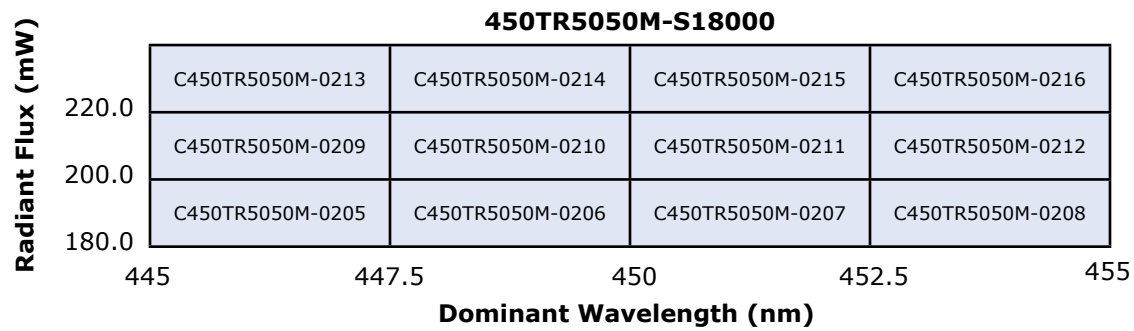 450TR5050M-S18000
Radiant Flux (mW)
C450TR5050M-0213 C450TR5050M-0214 C450TR5050M-0215 C450TR5050M-0216
220.0
C450TR5050M-0209 C450TR5050M-0210 C450TR5050M-0211 C450TR5050M-0212
200.0
C450TR5050M-0205 C450TR5050M-0206 C450TR5050M-0207 C450TR5050M-0208
180.0
445 447.5 450 452.5 455
Dominant Wavelength (nm)